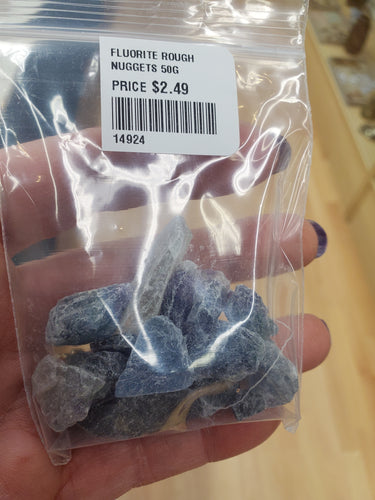 FLUORITE ROUGH
NUGGETS 50G
PRICE $2.49
14924